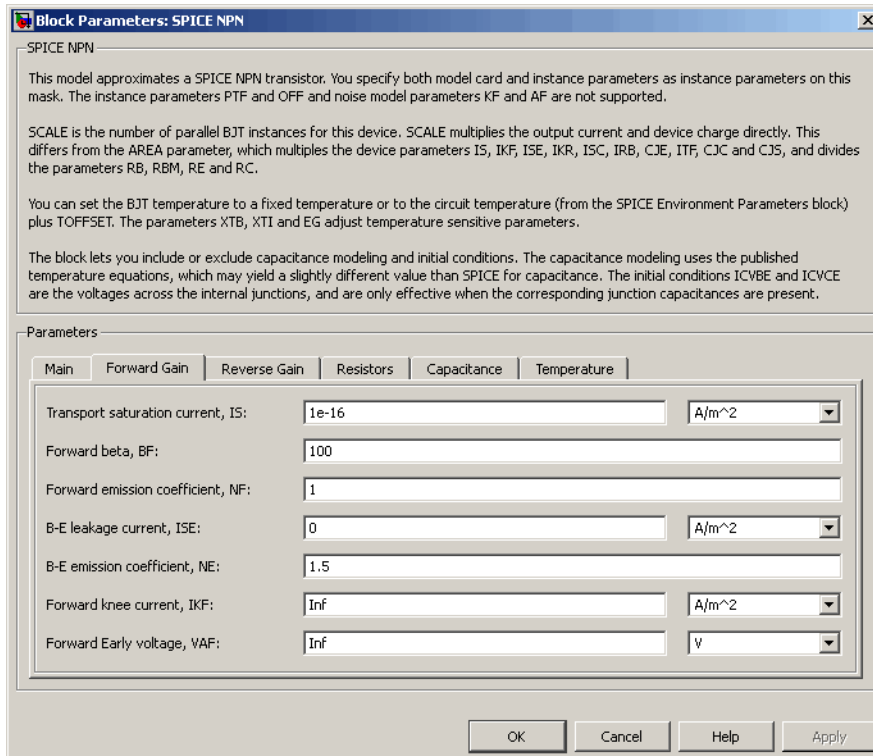 Block Parameters: SPICE NPN
SPICE NPN
This model approximates a SPICE NPN transistor. You specify both model card and instance parameters as instance parameters on this
mask. The instance parameters PTF and OFF and noise model parameters KF and AF are not supported.
SCALE is the number of parallel BJT instances for this device. SCALE multiplies the output current and device charge directly. This
differs from the AREA parameter, which multiples the device parameters IS, IKF, ISE, IKR, ISC, IRB, CJE, ITF, CJC and CJS, and divides
the parameters RB, RBM, RE and RC.
You can set the BJT temperature to a fixed temperature or to the circuit temperature (from the SPICE Environment Parameters block)
plus TOFFSET. The parameters XTB, XTI and EG adjust temperature sensitive parameters.
The block lets you include or exclude capacitance modeling and initial conditions. The capacitance modeling uses the published
temperature equations, which may yield a slightly different value than SPICE for capacitance. The initial conditions ICVBE and ICVCE
are the voltages across the internal junctions, and are only effective when the corresponding junction capacitances are present.
Parameters
Main Forward Gain Reverse Gain Resistors Capacitance Temperature
Transport saturation current, IS: 1e-16 A/m^2
Forward beta, BF: 100
Forward emission coefficient, NF: 1
B-E leakage current, ISE: 0 A/m^2
B-E emission coefficient, NE: 1.5
Forward knee current, IKF: Inf A/m^2
Forward Early voltage, VAF: Inf V
OK Cancel Help Apply